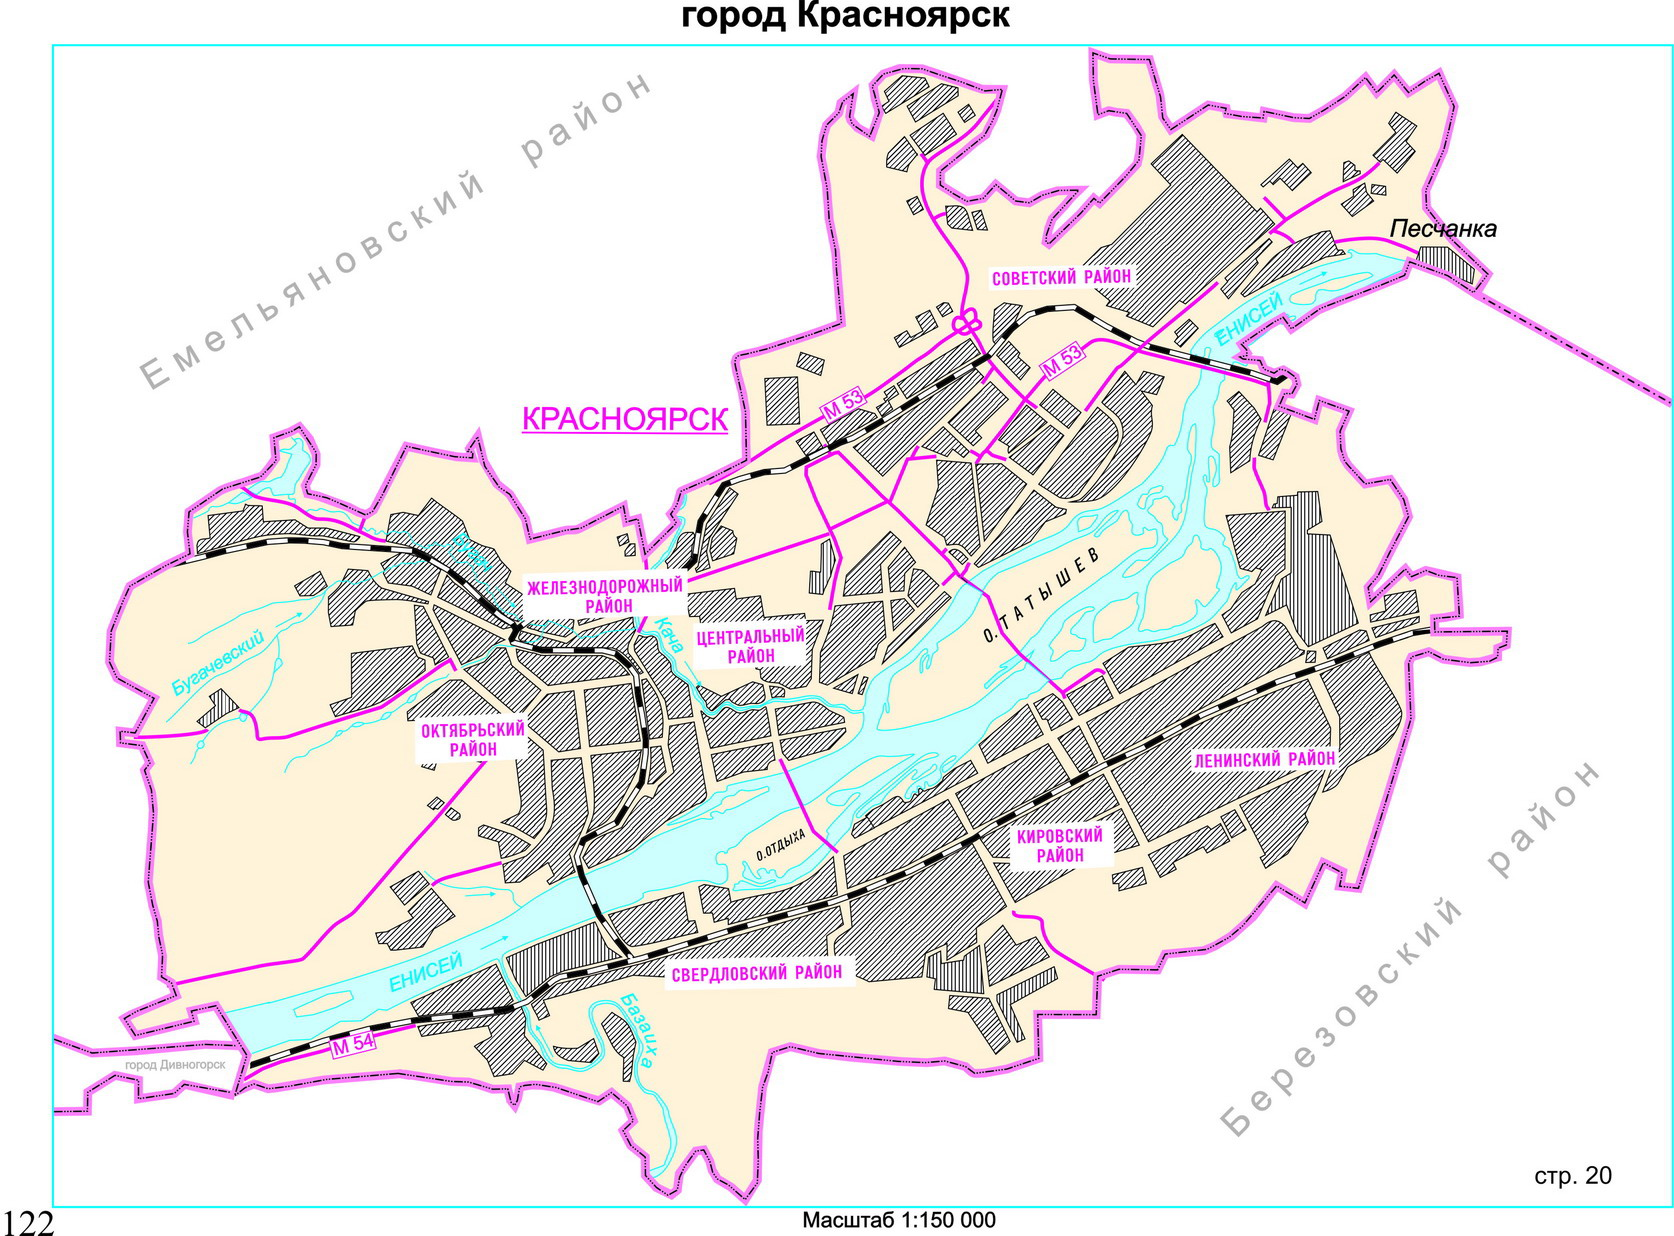 город Красноярск
Емельяновский район
Песчанка
СОВЕТСКИЙ РАЙОН
ЕНИСЕЙ
М 53
М 53
КРАСНОЯРСК
ЖЕЛЕЗНОДОРОЖНЫЙ
РАЙОН
Кача
ЦЕНТРАЛЬНЫЙ
РАЙОН
О.ТАТЫШЕВ
Бугачевский
ОКТЯБРЬСКИЙ
РАЙОН
ЛЕНИНСКИЙ РАЙОН
О.ОТДЫХА
КИРОВСКИЙ
РАЙОН
Березовский район
ЕНИСЕЙ
СВЕРДЛОВСКИЙ РАЙОН
Базаиха
М 54
город Дивногорск
стр. 20
122
Масштаб 1:150 000